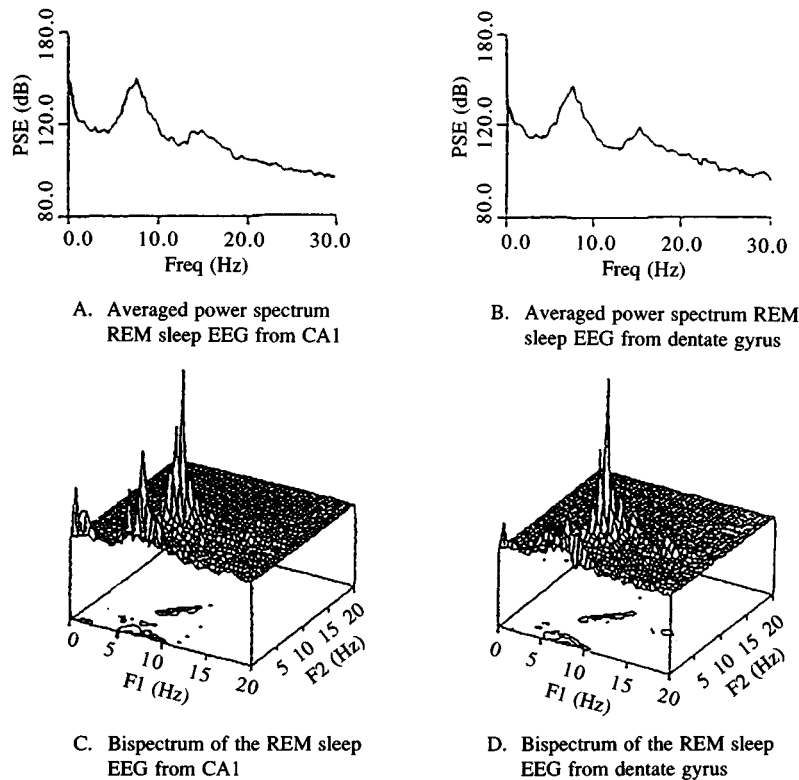 180.0
120.0
80.0
PSE (dB)
0.0 10.0 20.0 30.0
Freq (Hz)
A. Averaged power spectrum
REM sleep EEG from CA1
180.0
120.0
80.0
PSE (dB)
0.0 10.0 20.0 30.0
Freq (Hz)
B. Averaged power spectrum REM
sleep EEG from dentate gyrus
0 5 10 15 20
F1 (Hz)
5 10 15 20
F2 (Hz)
C. Bispectrum of the REM sleep
EEG from CA1
0 5 10 15 20
F1 (Hz)
5 10 15 20
F2 (Hz)
D. Bispectrum of the REM sleep
EEG from dentate gyrus